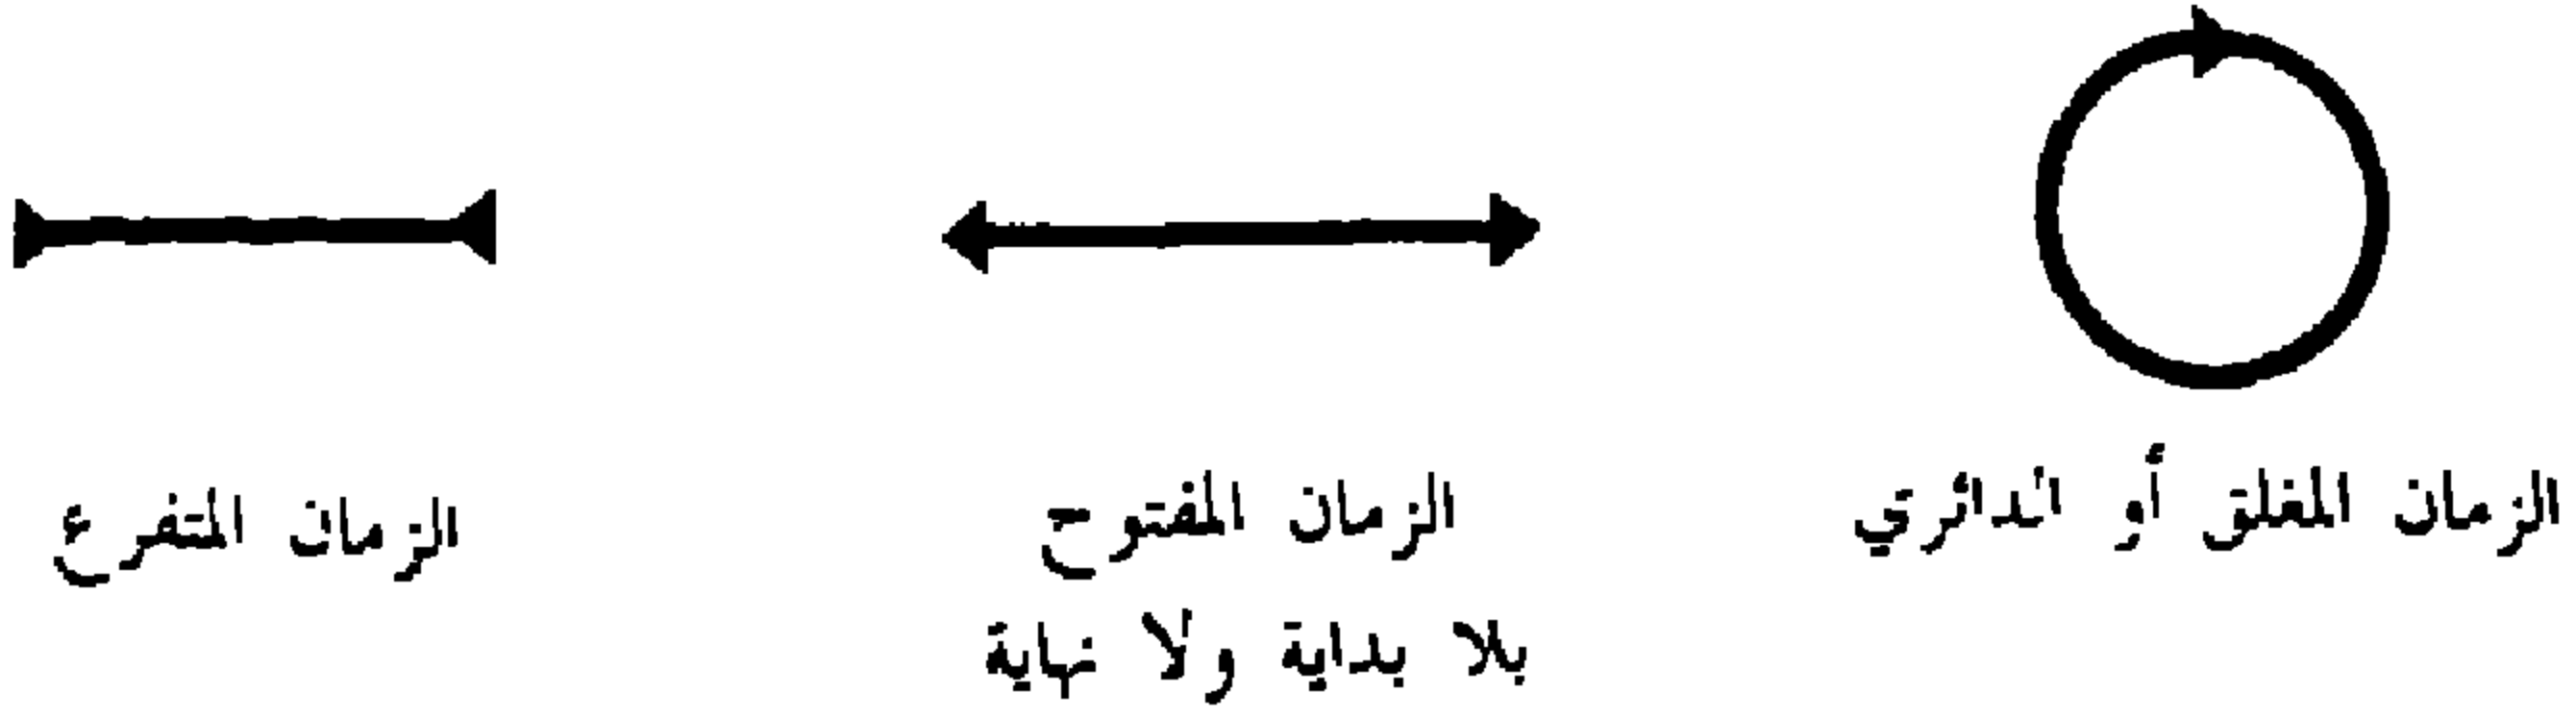 الزمان المغلق أو الدائري
الزمان المفتوح
بلا بداية ولا نهاية
الزمان المتفرع